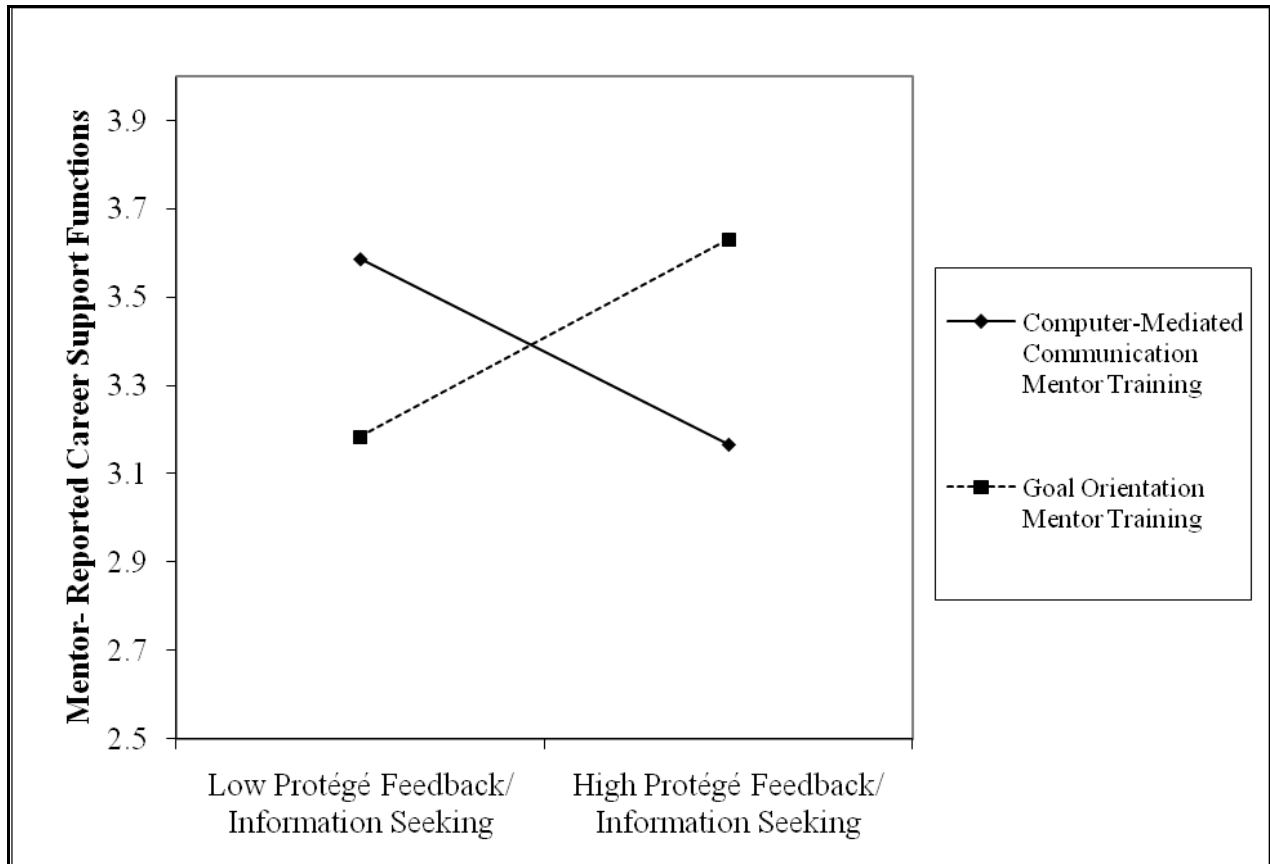 Mentor- Reported Career Support Functions
3.9
3.7
3.5
3.3
3.1
2.9
2.7
2.5
Low Protégé Feedback/
Information Seeking
High Protégé Feedback/
Information Seeking
Computer-Mediated
Communication
Mentor Training
Goal Orientation
Mentor Training